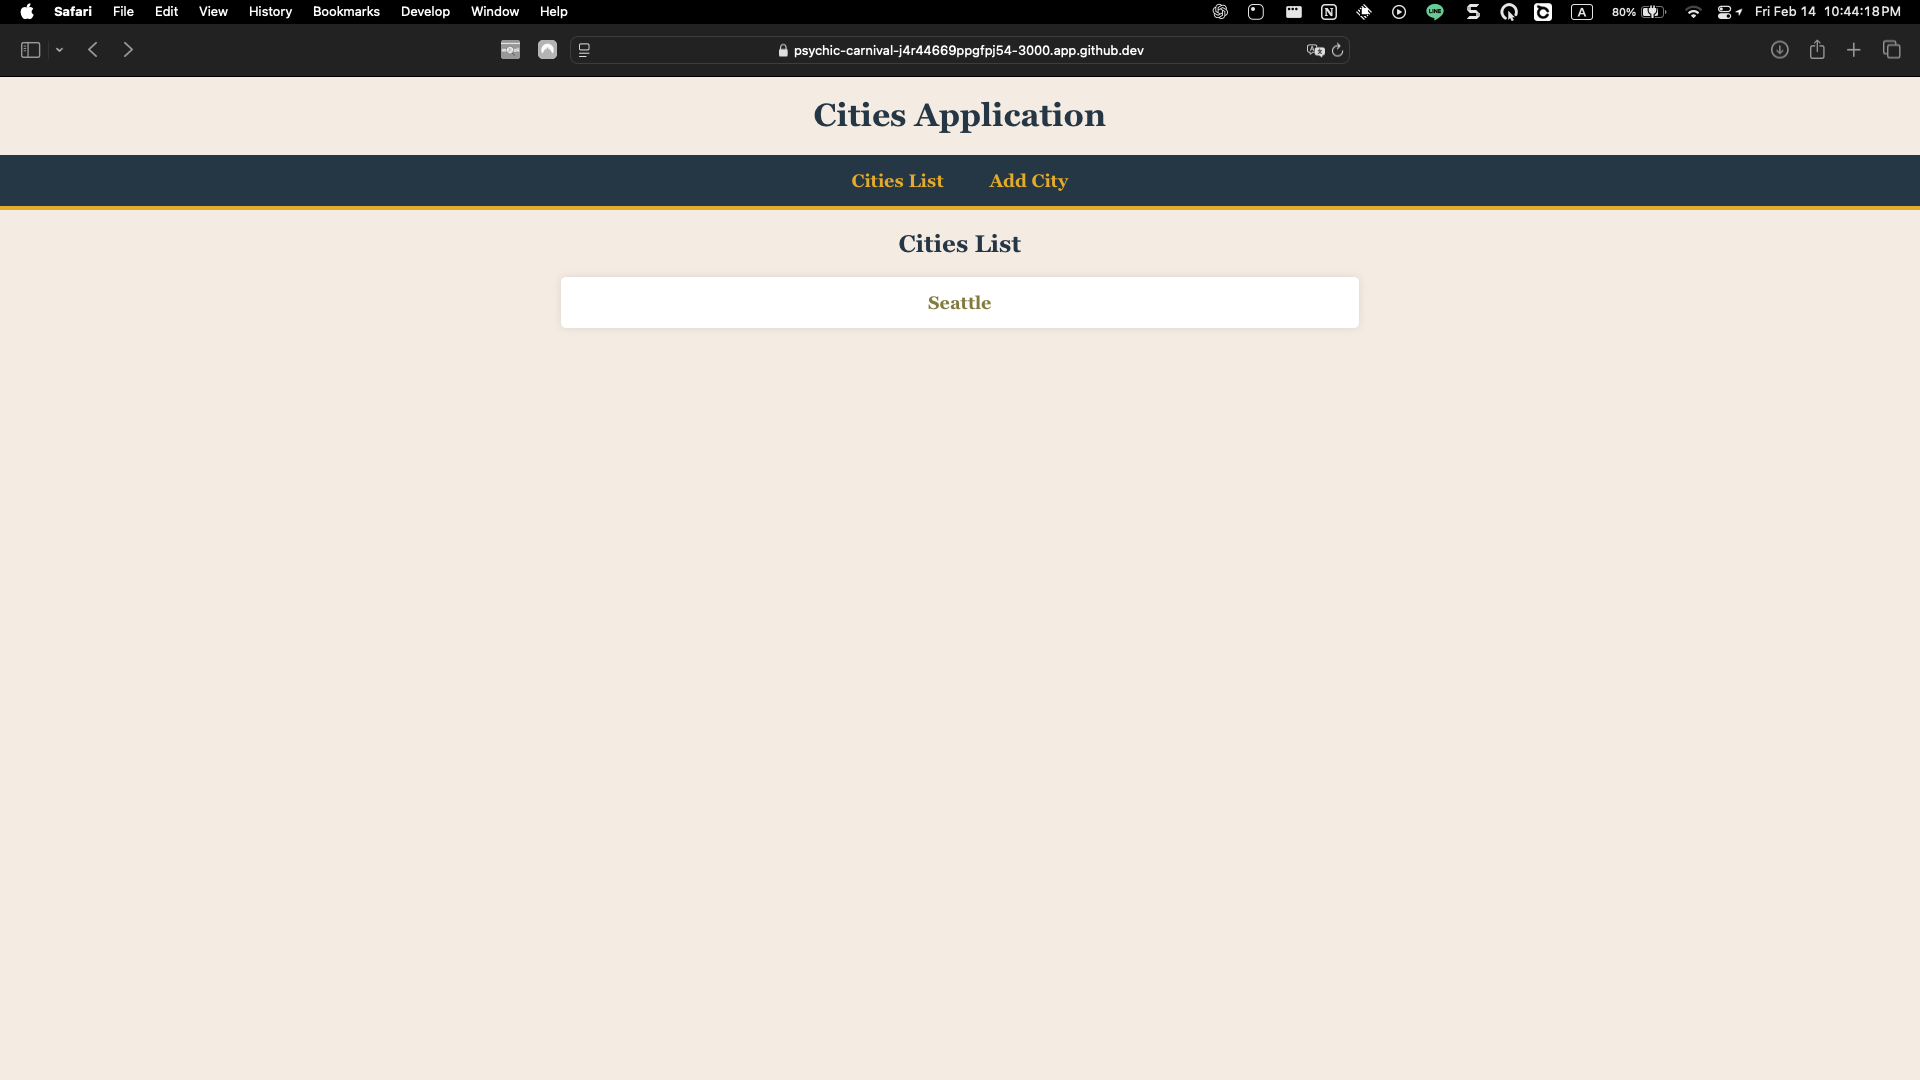 Safari File Edit View History Bookmarks Develop Window Help LINE A 80% Fri Feb 14 10:44:18 PM
psychic-carnival-j4r44669ppgfpj54-3000.app.github.dev
Cities Application
Cities List Add City
Cities List
Seattle